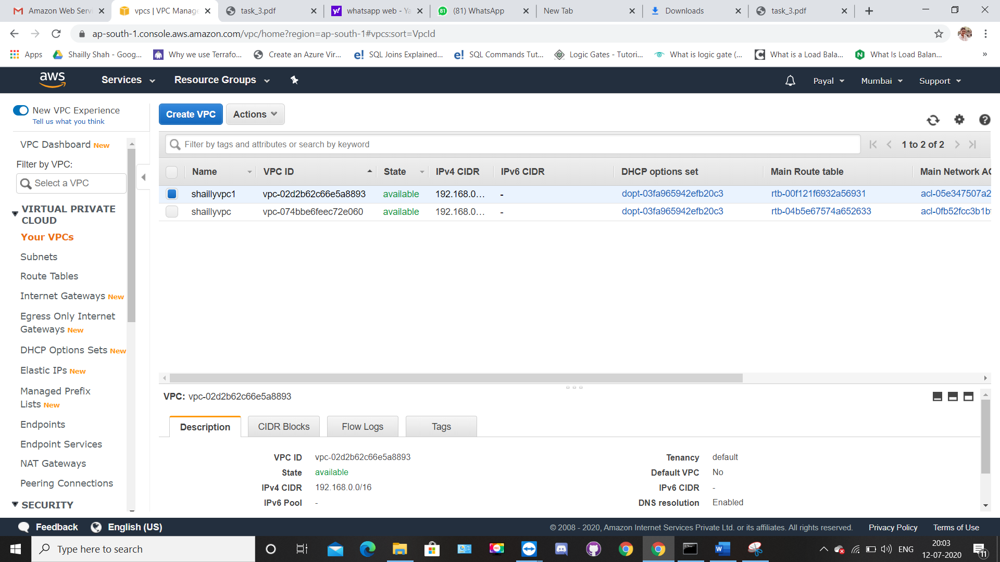 Amazon Web Servi
vpcs | VPC Manage
task_3.pdf
whatsapp web - Ya
(81) WhatsApp
New Tab
Downloads
task_3.pdf
ap-south-1.console.aws.amazon.com/vpc/home?region=ap-south-1#vpcs:sort=VpcId
Apps
Shailly Shah - Goog...
Why we use Terrafo...
Create an Azure Vir...
SQL Joins Explained...
SQL Commands Tut...
Logic Gates - Tutori...
What is logic gate (...
What is a Load Bala...
What Is Load Balan...
aws
Services
Resource Groups
Payal
Mumbai
Support
New VPC Experience
Tell us what you think
VPC Dashboard New
Filter by VPC:
Select a VPC
VIRTUAL PRIVATE
CLOUD
Your VPCs
Subnets
Route Tables
Internet Gateways New
Egress Only Internet
Gateways New
DHCP Options Sets New
Elastic IPs New
Managed Prefix
Lists New
Endpoints
Endpoint Services
NAT Gateways
Peering Connections
SECURITY
Create VPC
Actions
Filter by tags and attributes or search by keyword
1 to 2 of 2
Name VPC ID State IPv4 CIDR IPv6 CIDR DHCP options set Main Route table Main Network AC
shaillyvpc1 vpc-02d2b62c66e5a8893 available 192.168.0... - dopt-03fa965942efb20c3 rtb-00f121f6932a56931 acl-05e347507a2
shaillyvpc vpc-074bbe6feec72e060 available 192.168.0... - dopt-03fa965942efb20c3 rtb-04b5e67574a652633 acl-0fb52fcc3b1b
VPC: vpc-02d2b62c66e5a8893
Description
CIDR Blocks
Flow Logs
Tags
VPC ID vpc-02d2b62c66e5a8893
State available
IPv4 CIDR 192.168.0.0/16
IPv6 Pool -
Tenancy default
Default VPC No
IPv6 CIDR -
DNS resolution Enabled
Feedback
English (US)
© 2008 - 2020, Amazon Internet Services Private Ltd. or its affiliates. All rights reserved.
Privacy Policy
Terms of Use
Type here to search
ENG
20:03
12-07-2020
11